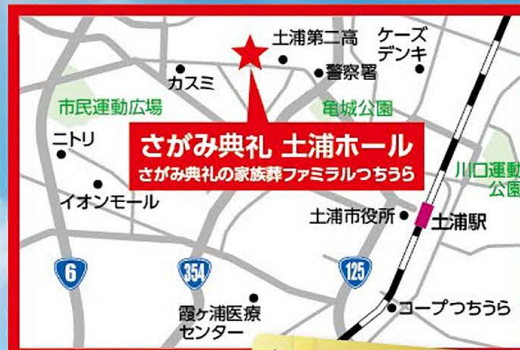 土浦第二高
ケーズ
デンキ
カスミ
警察署
市民運動広場
亀城公園
ニトリ
さがみ典礼 土浦ホール
さがみ典礼の家族葬ファミラルつちうら
川口運動
公園
イオンモール
土浦市役所
土浦駅
6
354
125
霞ヶ浦医療
センター
コープつちうら